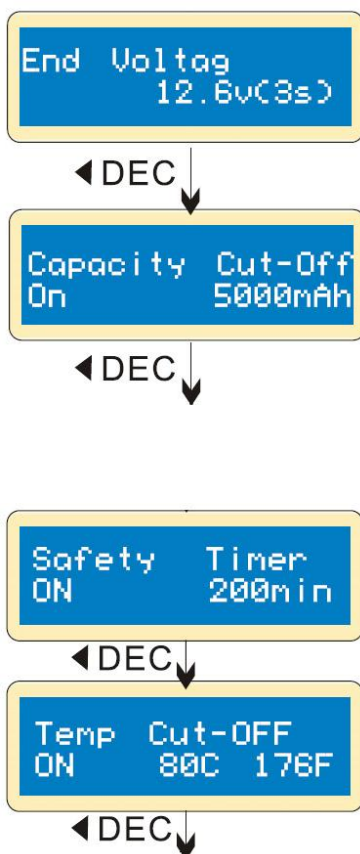 End Voltag
12.6v(3s)
◀DEC
Capacity Cut-Off
On 5000mAh
◀DEC
Safety Timer
ON 200min
◀DEC
Temp Cut-OFF
ON 80C 176F
◀DEC